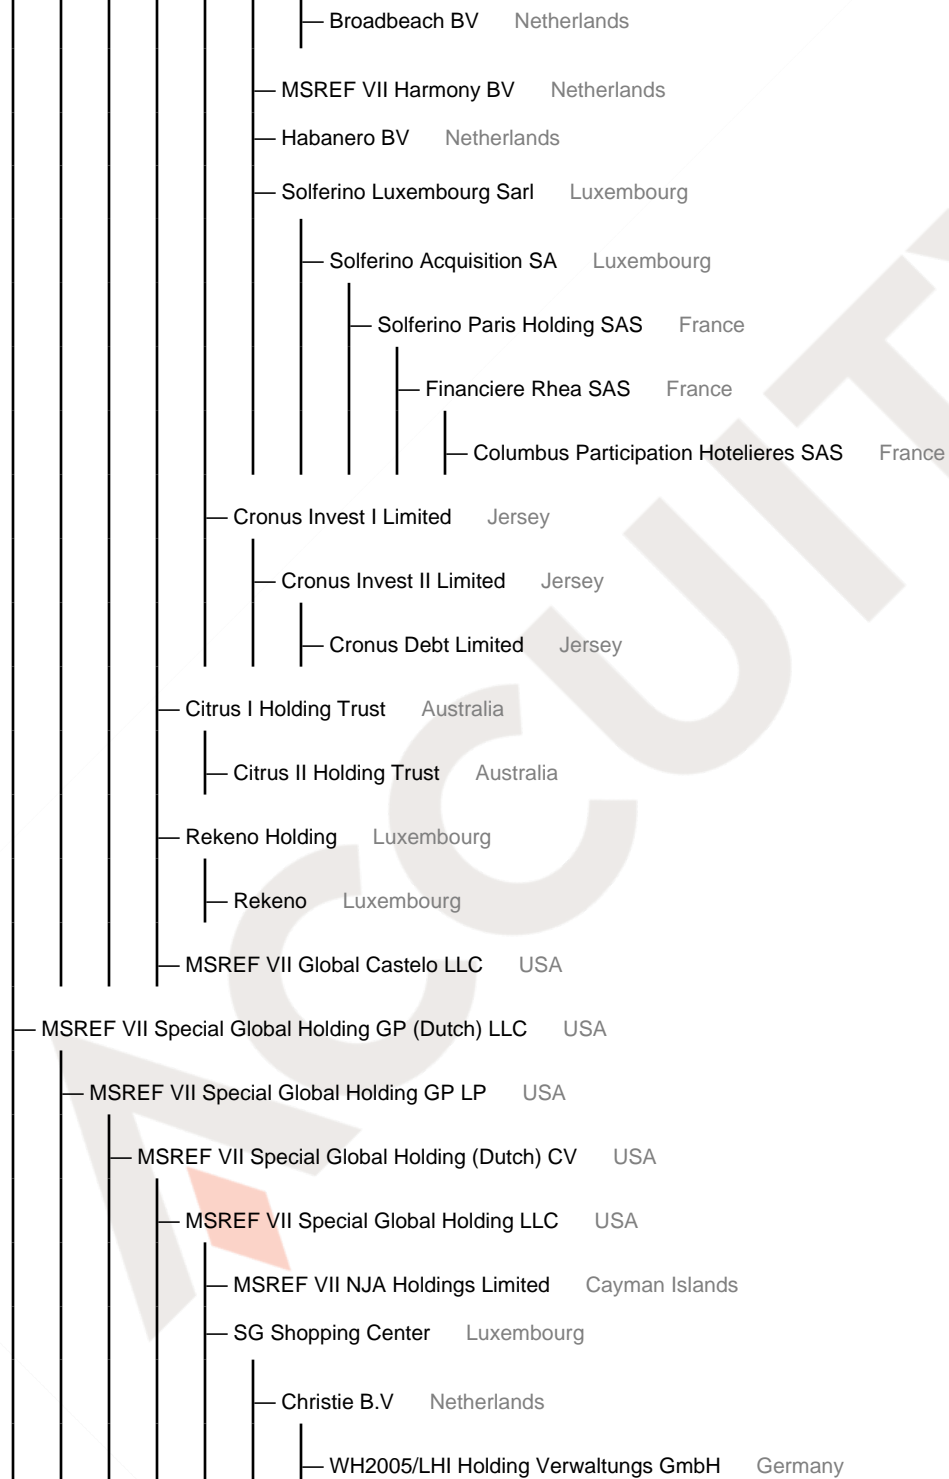 Broadbeach BV Netherlands
MSREF VII Harmony BV Netherlands
Habanero BV Netherlands
Solferino Luxembourg Sarl Luxembourg
Solferino Acquisition SA Luxembourg
Solferino Paris Holding SAS France
Financiere Rhea SAS France
Columbus Participation Hotelieres SAS France
Cronus Invest I Limited Jersey
Cronus Invest II Limited Jersey
Cronus Debt Limited Jersey
Citrus I Holding Trust Australia
Citrus II Holding Trust Australia
Rekeno Holding Luxembourg
Rekeno Luxembourg
MSREF VII Global Castelo LLC USA
MSREF VII Special Global Holding GP (Dutch) LLC USA
MSREF VII Special Global Holding GP LP USA
MSREF VII Special Global Holding (Dutch) CV USA
MSREF VII Special Global Holding LLC USA
MSREF VII NJA Holdings Limited Cayman Islands
SG Shopping Center Luxembourg
Christie B.V Netherlands
WH2005/LHI Holding Verwaltungs GmbH Germany
ACCUIT